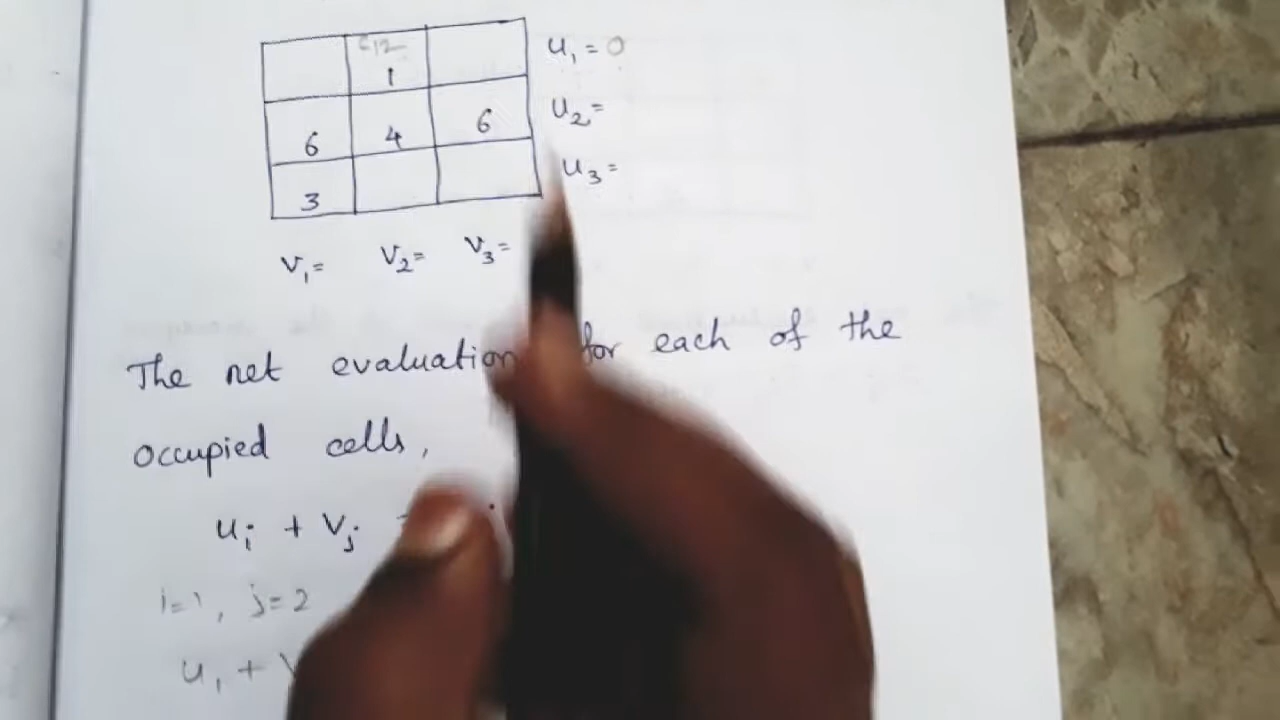 C12
1
u1 = 0
6 4 6
u2 =
3
u3 =
v1 = v2 = v3 =
The net evaluation for each of the
occupied cells,
ui + vj
i=1, j=2
u1 +